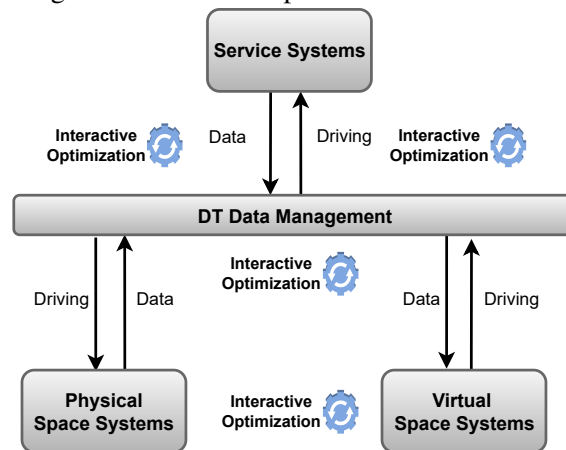 Service Systems
Interactive
Optimization
Data
Driving
Interactive
Optimization
DT Data Management
Driving
Data
Interactive
Optimization
Data
Driving
Physical
Space Systems
Interactive
Optimization
Virtual
Space Systems